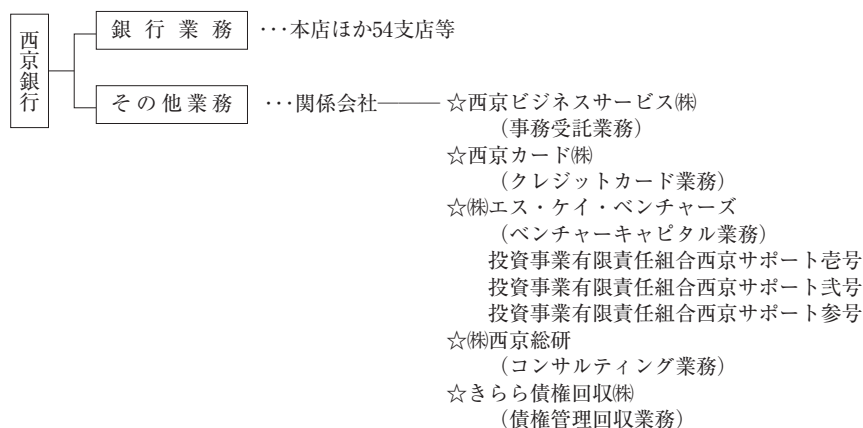 西京銀行
銀行業務 …本店ほか54支店等
その他業務 …関係会社――― ☆西京ビジネスサービス㈱
（事務受託業務）
☆西京カード㈱
（クレジットカード業務）
☆㈱エス・ケイ・ベンチャーズ
（ベンチャーキャピタル業務）
投資事業有限責任組合西京サポート壱号
投資事業有限責任組合西京サポート弐号
投資事業有限責任組合西京サポート参号
☆㈱西京総研
（コンサルティング業務）
☆きらら債権回収㈱
（債権管理回収業務）